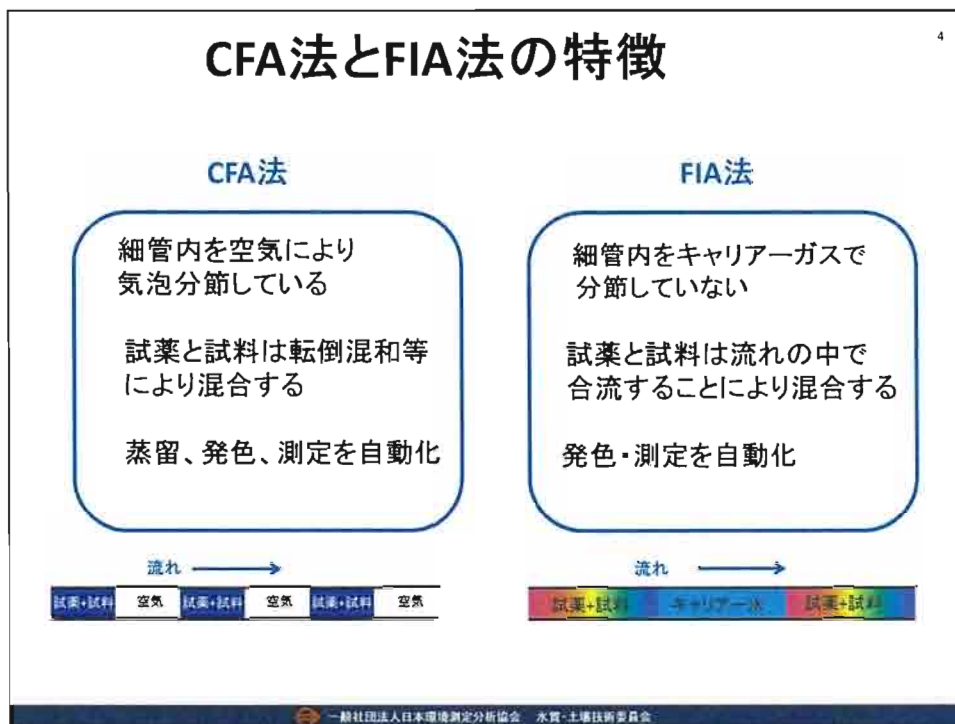 4
CFA法とFIA法の特徴
CFA法
細管内を空気により
気泡分節している
試薬と試料は転倒混和等
により混合する
蒸留、発色、測定を自動化
流れ
試薬+試料 空気 試薬+試料 空気 試薬+試料 空気
FIA法
細管内をキャリアーガスで
分節していない
試薬と試料は流れの中で
合流することにより混合する
発色・測定を自動化
流れ
試薬+試料 キャリアー水 試薬+試料
一般社団法人日本環境測定分析協会 水質・土壌技術委員会